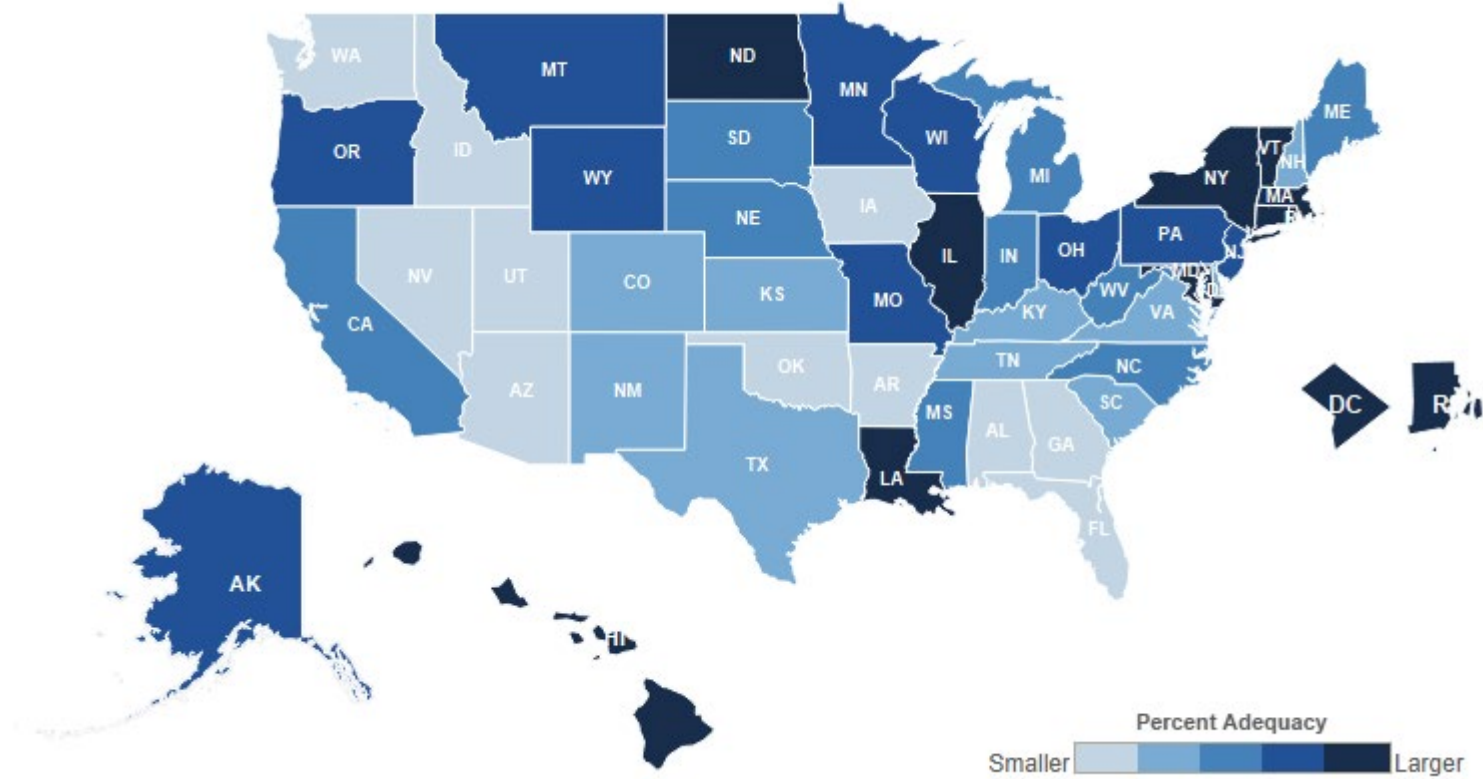 WA
MT
ND
MN
ME
VT
NH
OR
ID
SD
WI
MI
NY
MA
WY
NE
IA
PA
NJ
NV
UT
CO
KS
MO
IL
IN
OH
WV
MD
VA
KY
CA
AZ
NM
OK
AR
TN
NC
SC
MS
AL
GA
TX
LA
FL
DC
AK
HI
Percent Adequacy
Smaller
Larger